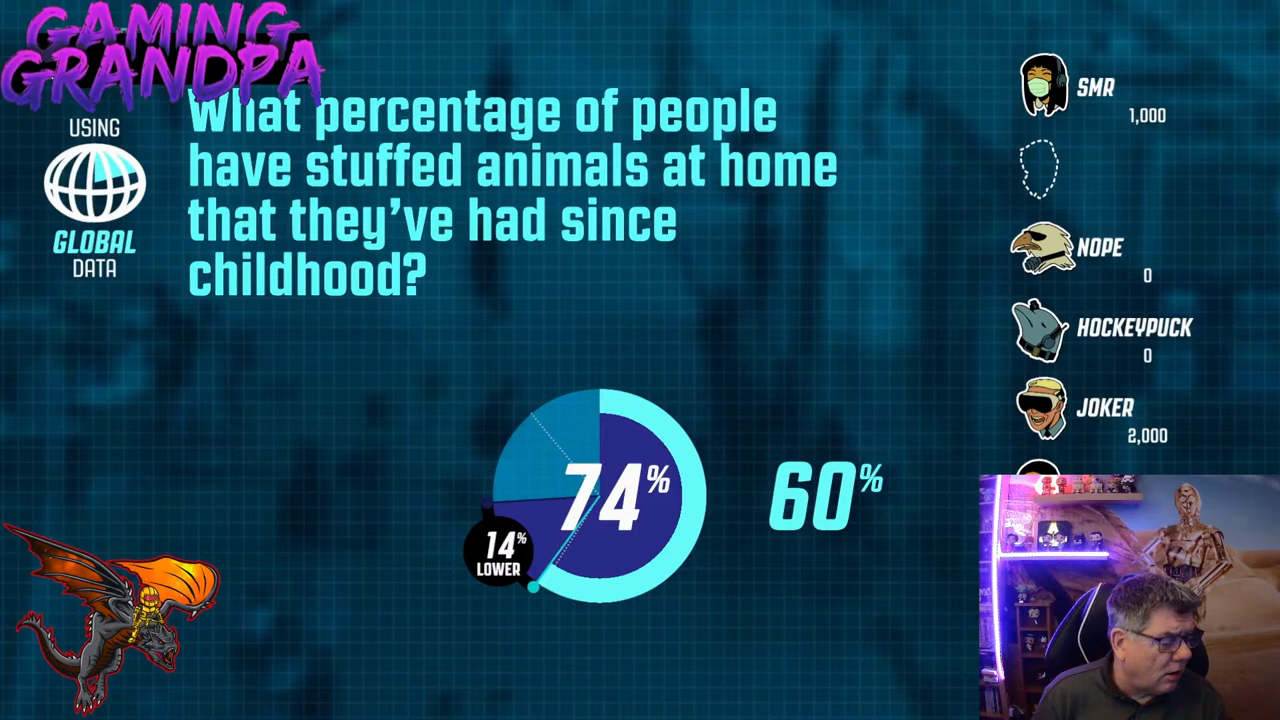 GAMING
GRANDPA
USING
GLOBAL
DATA
What percentage of people
have stuffed animals at home
that they've had since
childhood?
74%
14%
LOWER
60%
SMR
1,000
NOPE
0
HOCKEYPUCK
0
JOKER
2,000